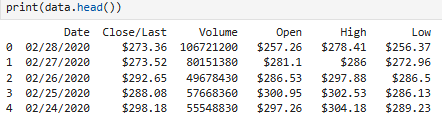 print(data.head())
Date Close/Last Volume Open High Low
0 02/28/2020 $273.36 106721200 $257.26 $278.41 $256.37
1 02/27/2020 $273.52 80151380 $281.1 $286 $272.96
2 02/26/2020 $292.65 49678430 $286.53 $297.88 $286.5
3 02/25/2020 $288.08 57668360 $300.95 $302.53 $286.13
4 02/24/2020 $298.18 55548830 $297.26 $304.18 $289.23